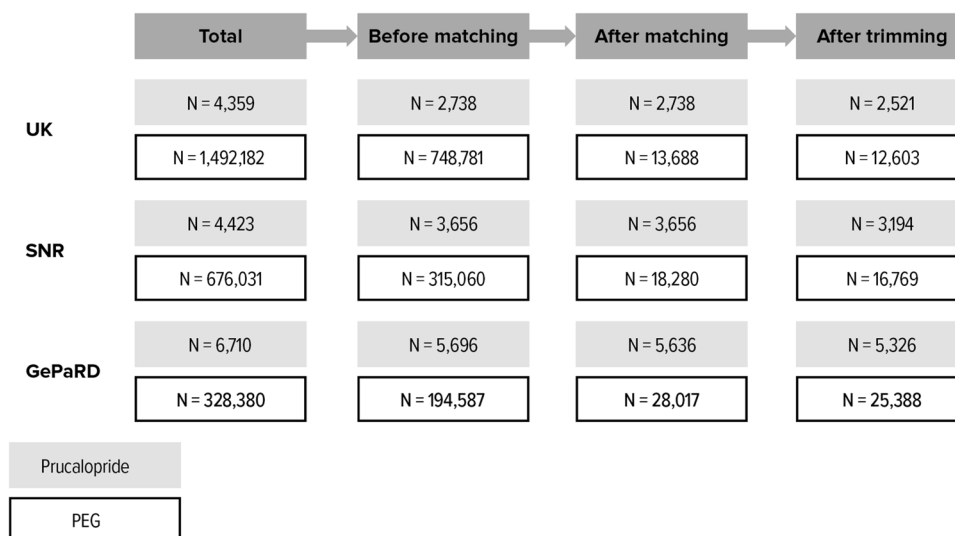 Total Before matching After matching After trimming
UK
N = 4,359 N = 2,738 N = 2,738 N = 2,521
N = 1,492,182 N = 748,781 N = 13,688 N = 12,603
SNR
N = 4,423 N = 3,656 N = 3,656 N = 3,194
N = 676,031 N = 315,060 N = 18,280 N = 16,769
GePaRD
N = 6,710 N = 5,696 N = 5,636 N = 5,326
N = 328,380 N = 194,587 N = 28,017 N = 25,388
Prucalopride
PEG